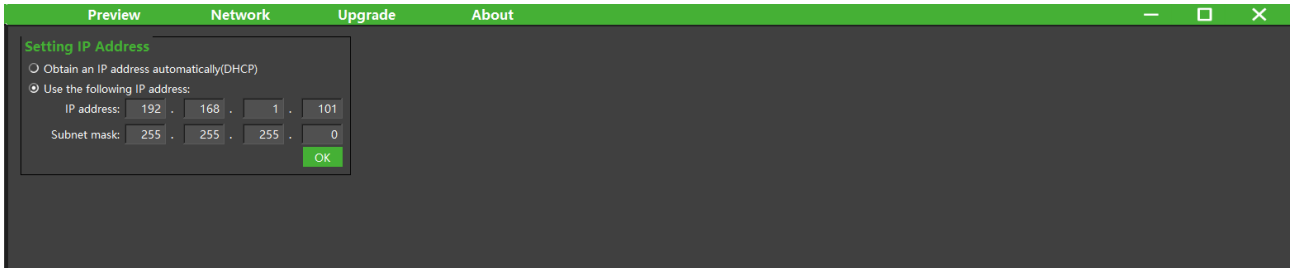 Preview Network Upgrade About
Setting IP Address
Obtain an IP address automatically(DHCP)
Use the following IP address:
IP address: 192 . 168 . 1 . 101
Subnet mask: 255 . 255 . 255 . 0
OK